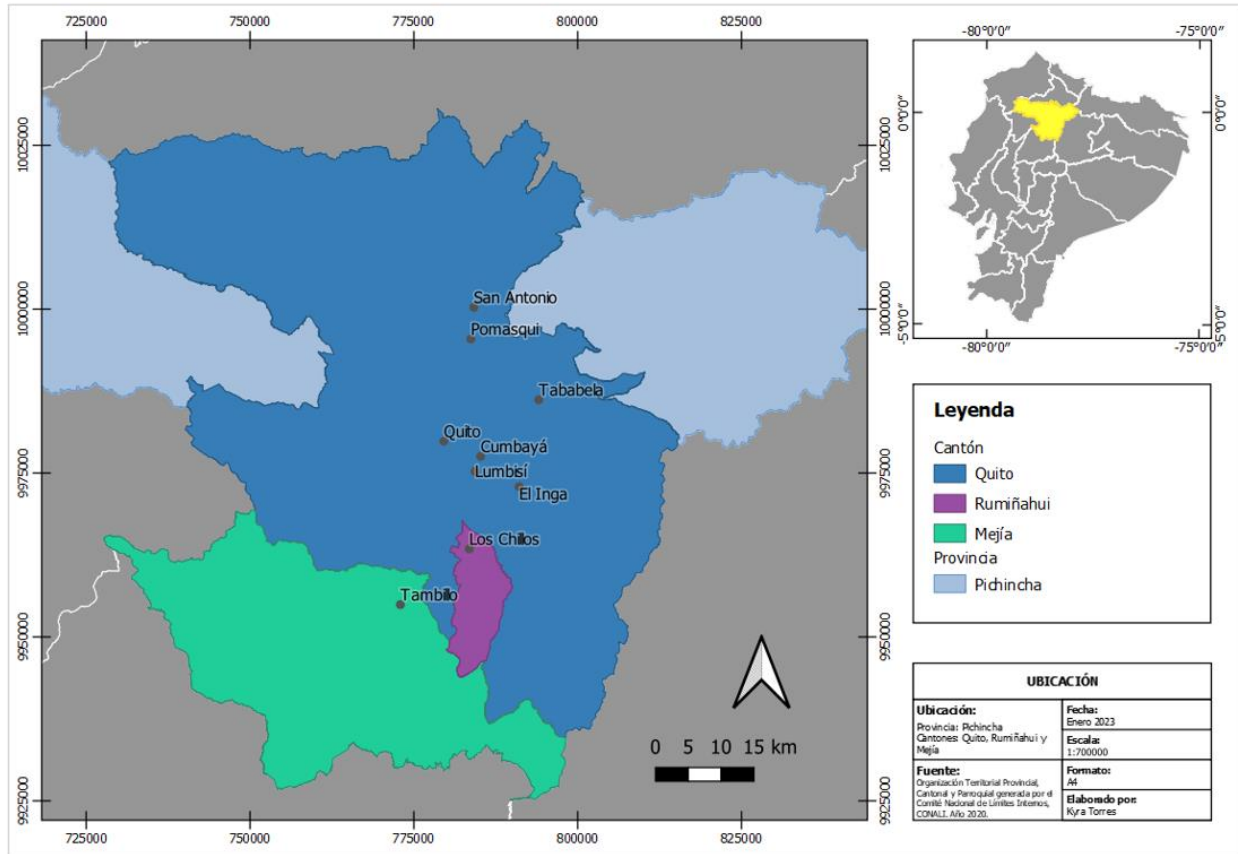 725000 750000 775000 800000 825000
10025000
10000000
9975000
9950000
9925000
San Antonio
Pomasqui
Tababela
Quito
Cumbayá
Lumbisí
El Inga
Los Chillos
Tambillo
0 5 10 15 km
10025000
10000000
9975000
9950000
9925000
725000 750000 775000 800000 825000
-80°0′0″ -75°0′0″
0°0′0″ 0°0′0″
-5°0′0″ -5°0′0″
-80°0′0″ -75°0′0″
Leyenda
Cantón
Quito
Rumiñahui
Mejía
Provincia
Pichincha
UBICACIÓN
Ubicación:
Provincia: Pichincha
Cantones: Quito, Rumiñahui y
Mejía
Fecha:
Enero 2023
Escala:
1:700000
Fuente:
Organización Territorial Provincial,
Cantonal y Parroquial generada por el
Comité Nacional de Límites Internos,
CONALI. Año 2020.
Formato:
A4
Elaborado por:
Kyra Torres